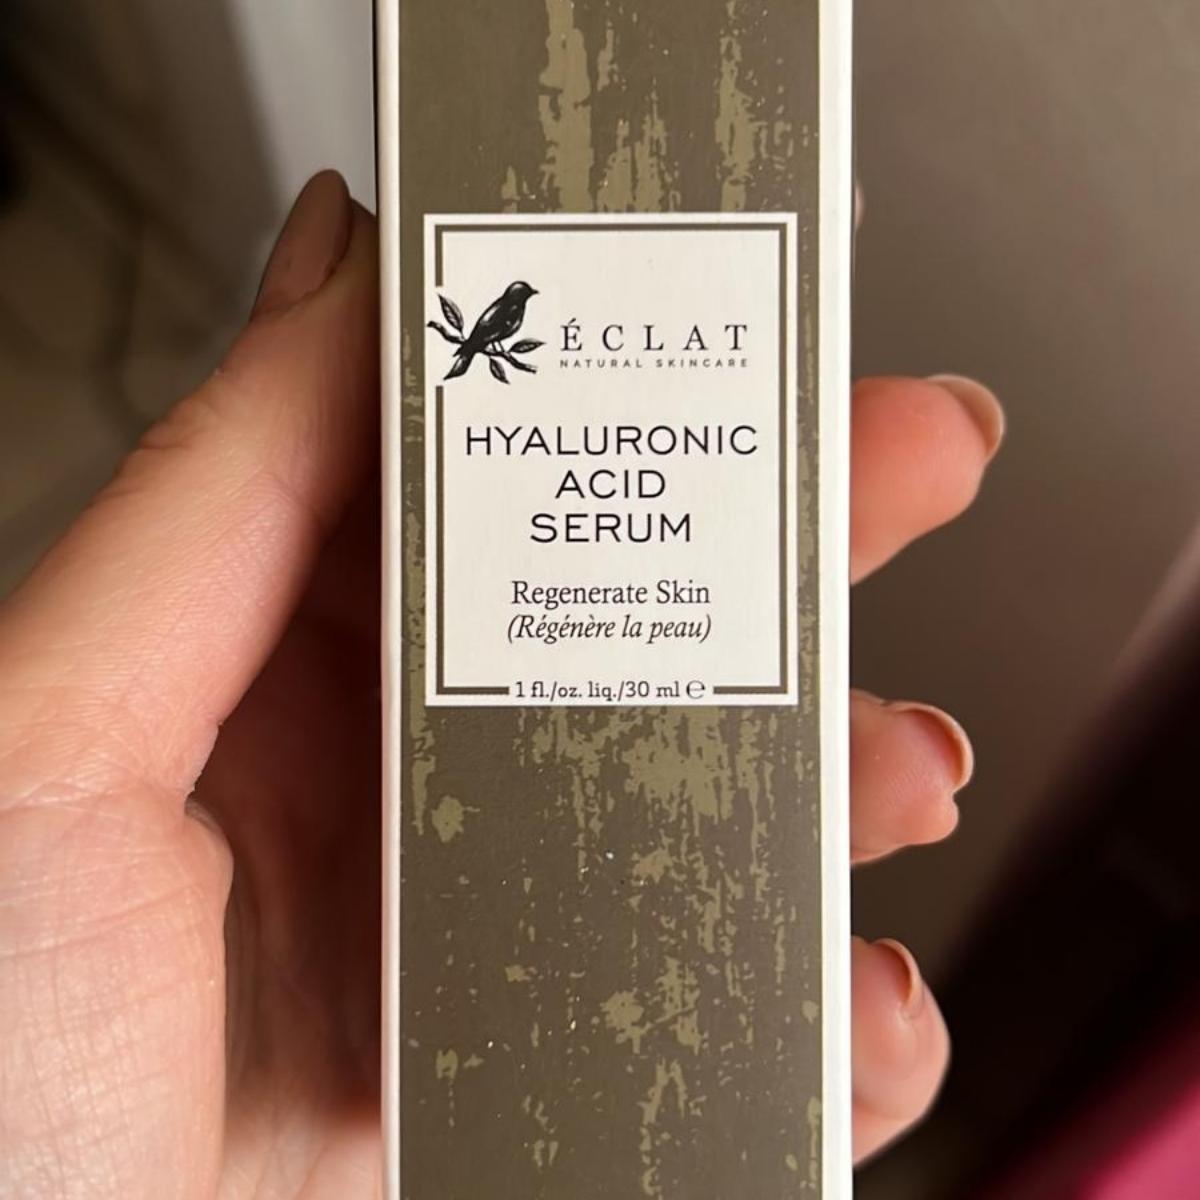 ÉCLAT
NATURAL SKINCARE
HYALURONIC
ACID
SERUM
Regenerate Skin
(Régénère la peau)
1 fl./oz. liq./30 ml ℮